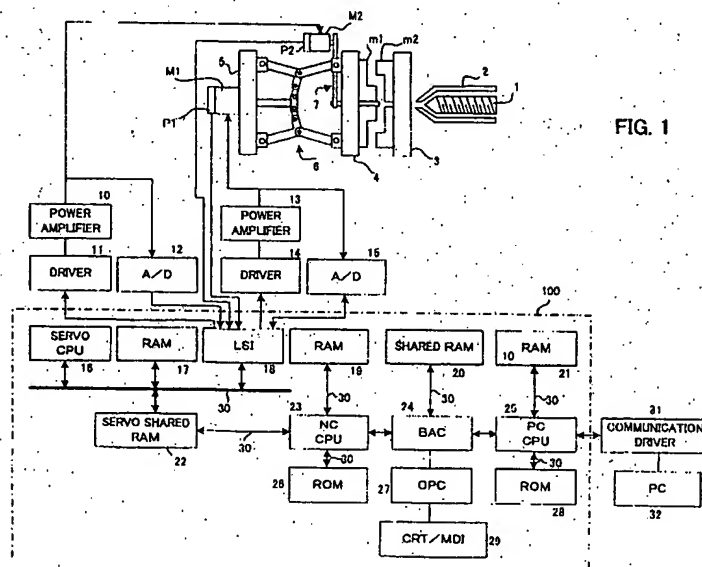 M2
P2
m1
m2
5
M1
2
1
7
P1
FIG. 1
6
4
3
10
POWER AMPLIFIER
13
POWER AMPLIFIER
11
DRIVER
12
A/D
14
DRIVER
15
A/D
100
SERVO CPU
16
RAM
17
LSI
18
RAM
19
SHARED RAM
20
10
RAM
21
30
30
30
30
23
24
25
31
SERVO SHARED RAM
22
30
NC CPU
BAC
PC CPU
COMMUNICATION DRIVER
30
30
26
ROM
27
OPC
ROM
28
PC
32
CRT/MDI
29